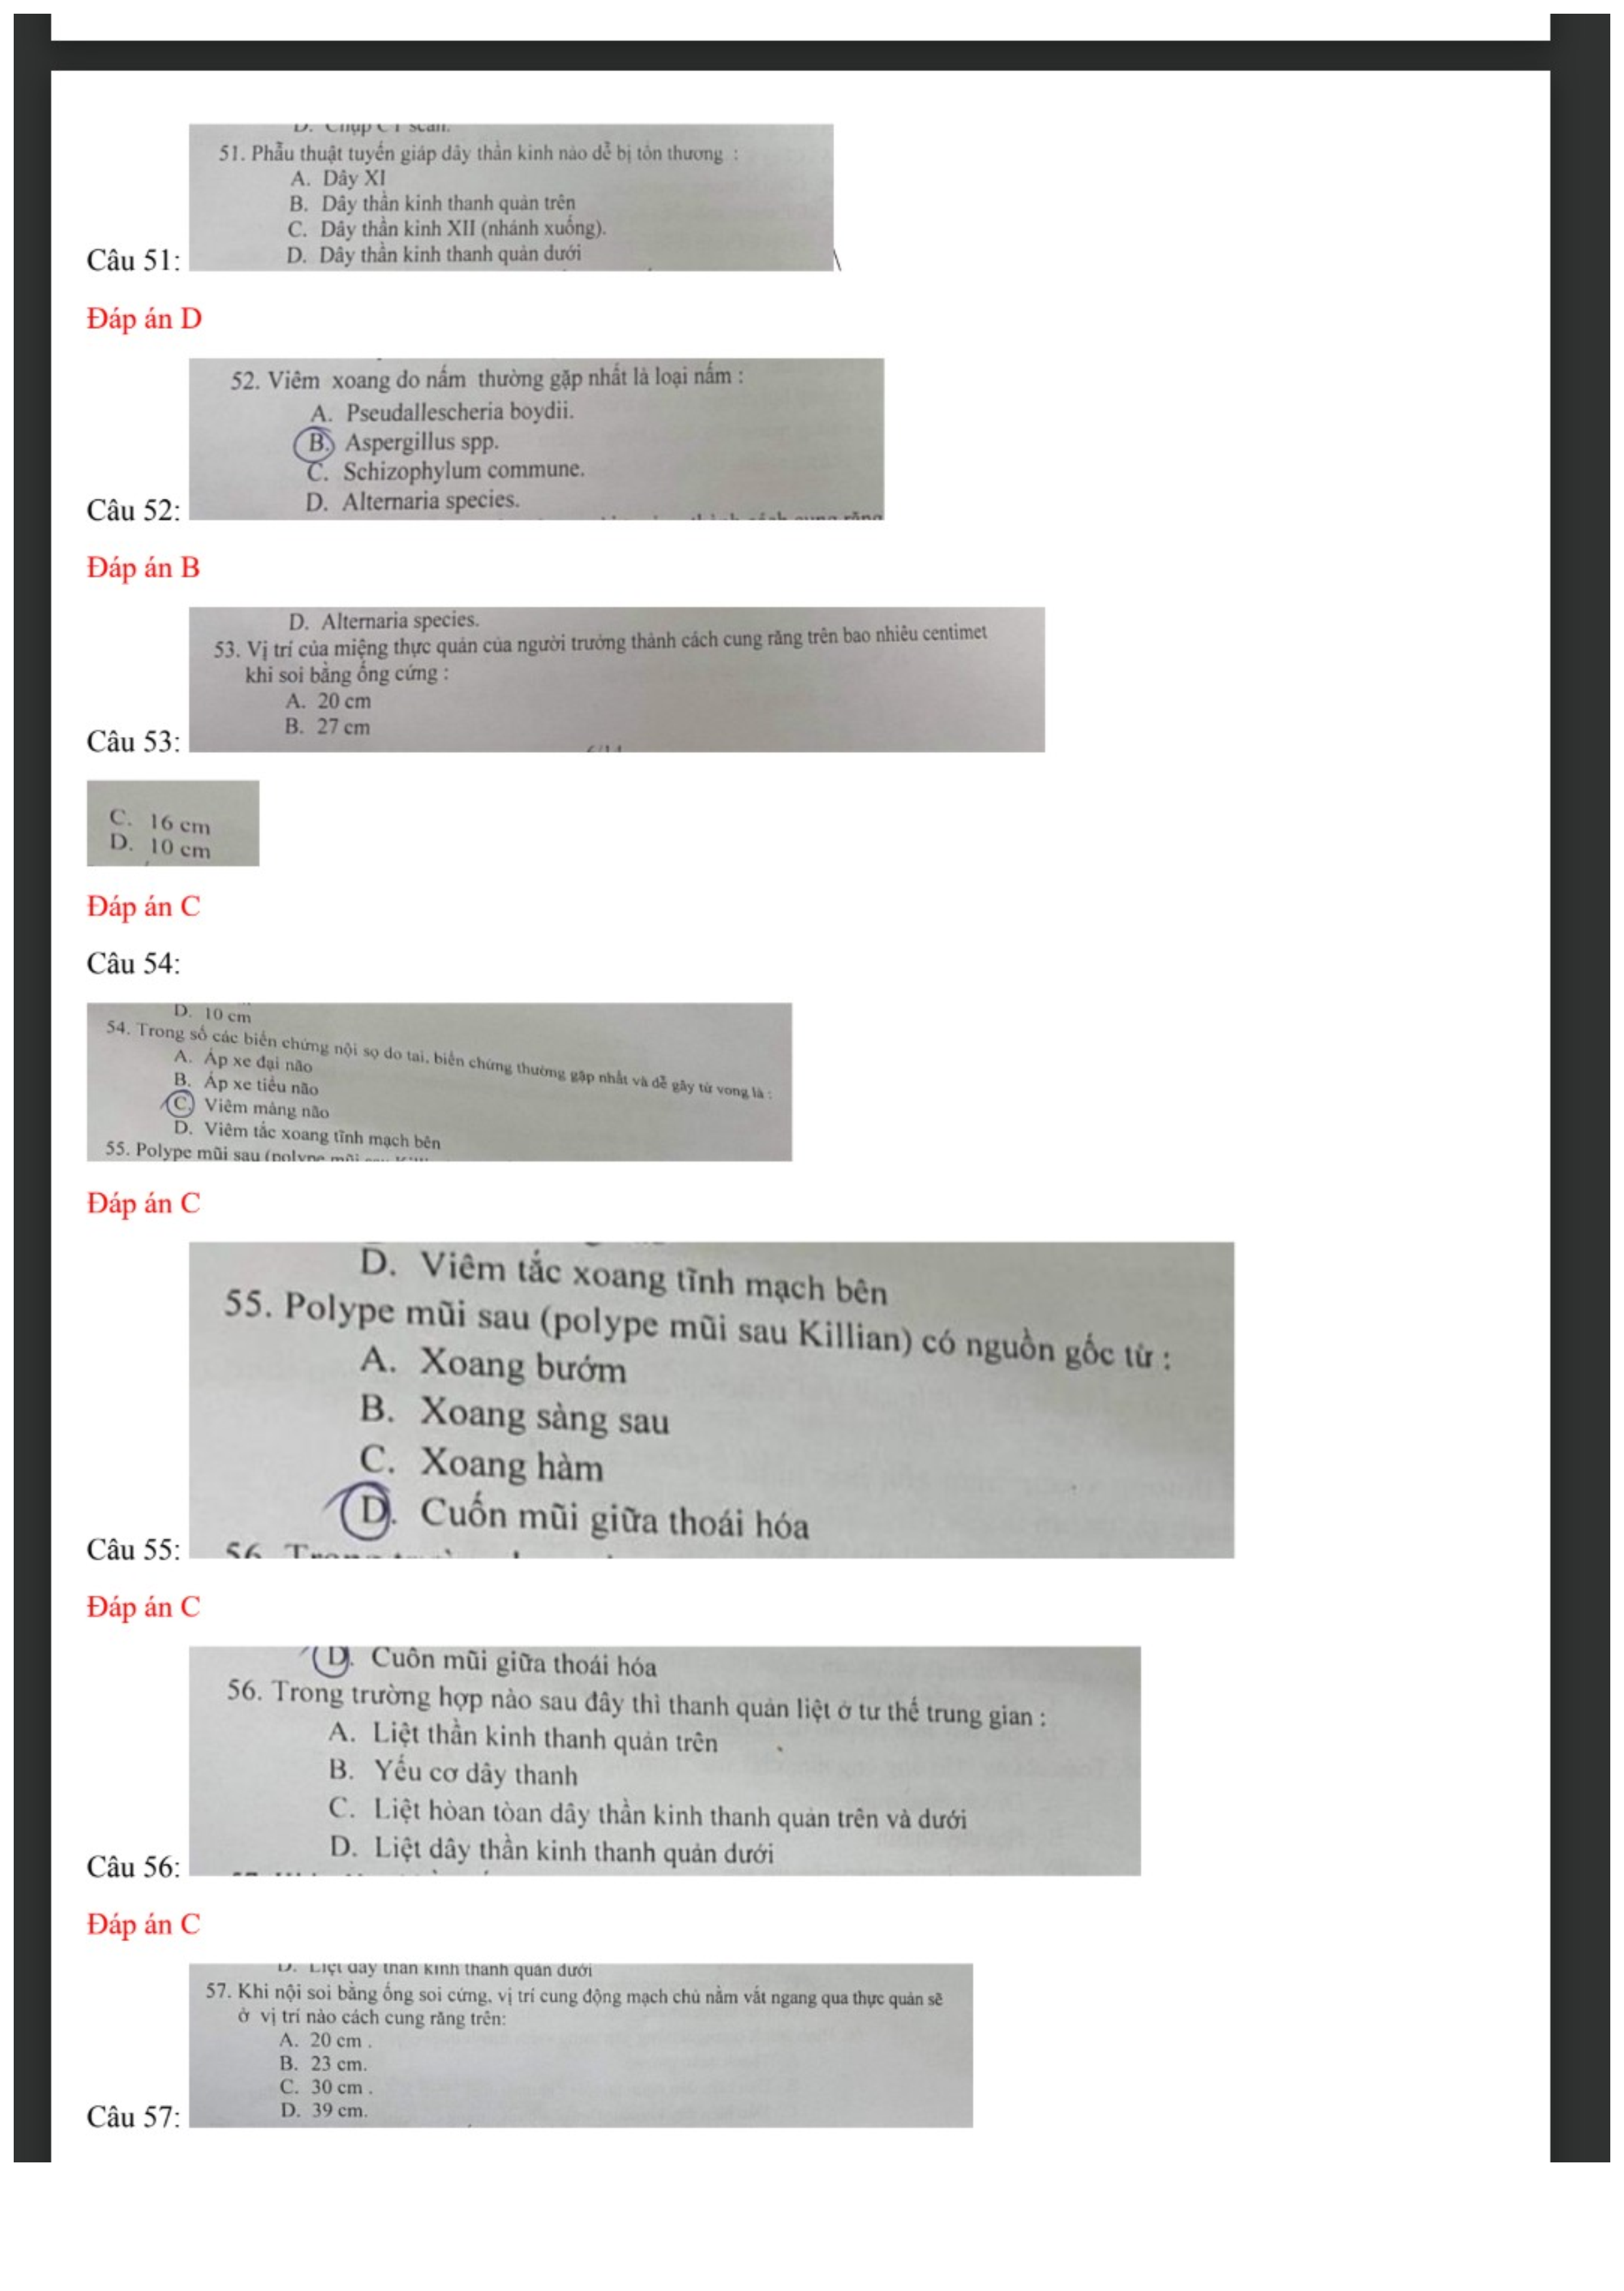 D. Chụp CT scan.
51. Phẫu thuật tuyến giáp dây thần kinh nào dễ bị tổn thương :
A. Dây XI
B. Dây thần kinh thanh quản trên
C. Dây thần kinh XII (nhánh xuống).
D. Dây thần kinh thanh quản dưới
Câu 51:
Đáp án D
52. Viêm xoang do nấm thường gặp nhất là loại nấm :
A. Pseudallescheria boydii.
B. Aspergillus spp.
C. Schizophylum commune.
D. Alternaria species.
Câu 52:
Đáp án B
D. Alternaria species.
53. Vị trí của miệng thực quản của người trưởng thành cách cung răng trên bao nhiêu centimet
khi soi bằng ống cứng :
A. 20 cm
B. 27 cm
Câu 53:
C. 16 cm
D. 10 cm
Đáp án C
Câu 54:
D. 10 cm
54. Trong số các biến chứng nội sọ do tai, biến chứng thường gặp nhất và dễ gây tử vong là :
A. Áp xe đại não
B. Áp xe tiểu não
C. Viêm màng não
D. Viêm tắc xoang tĩnh mạch bên
55. Polype mũi sau (polype mũi sau
Đáp án C
D. Viêm tắc xoang tĩnh mạch bên
55. Polype mũi sau (polype mũi sau Killian) có nguồn gốc từ :
A. Xoang bướm
B. Xoang sàng sau
C. Xoang hàm
D. Cuốn mũi giữa thoái hóa
Câu 55:
56
Đáp án C
D. Cuốn mũi giữa thoái hóa
56. Trong trường hợp nào sau đây thì thanh quản liệt ở tư thế trung gian :
A. Liệt thần kinh thanh quản trên
B. Yếu cơ dây thanh
C. Liệt hòan tòan dây thần kinh thanh quản trên và dưới
D. Liệt dây thần kinh thanh quản dưới
Câu 56:
Đáp án C
D. Liệt dây thần kinh thanh quản dưới
57. Khi nội soi bằng ống soi cứng, vị trí cung động mạch chủ nằm vắt ngang qua thực quản sẽ
ở vị trí nào cách cung răng trên:
A. 20 cm .
B. 23 cm.
C. 30 cm .
D. 39 cm.
Câu 57: